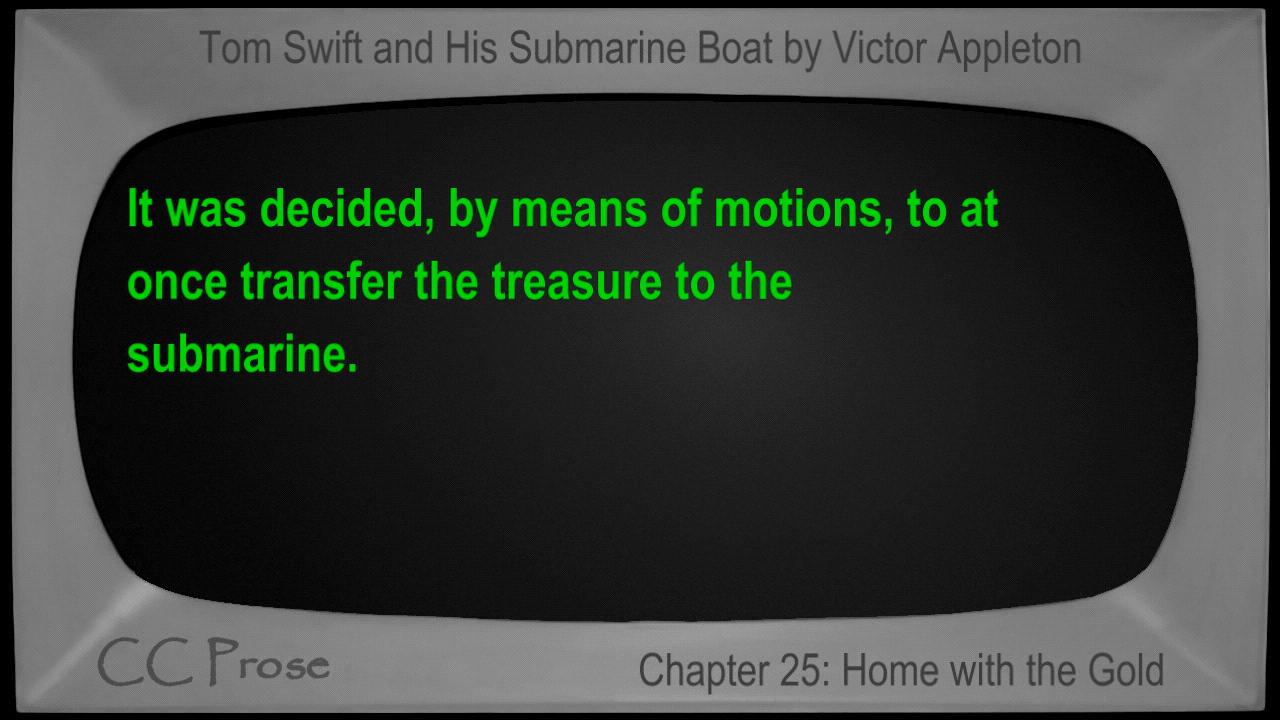 Tom Swift and His Submarine Boat by Victor Appleton
It was decided, by means of motions, to at
once transfer the treasure to the
submarine.
CC Prose
Chapter 25: Home with the Gold